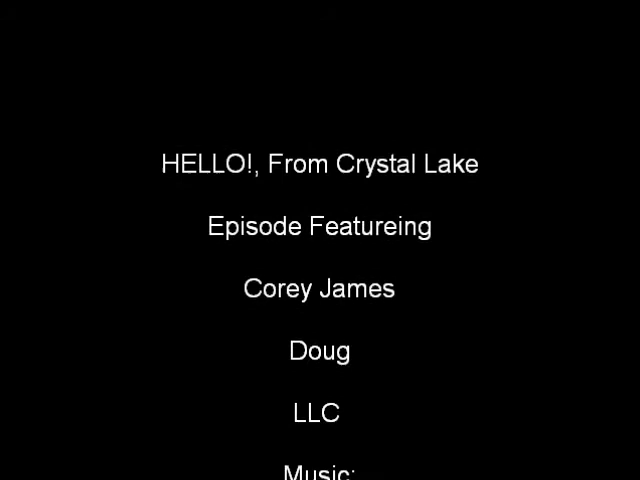 HELLO!, From Crystal Lake
Episode Featureing
Corey James
Doug
LLC
Music: